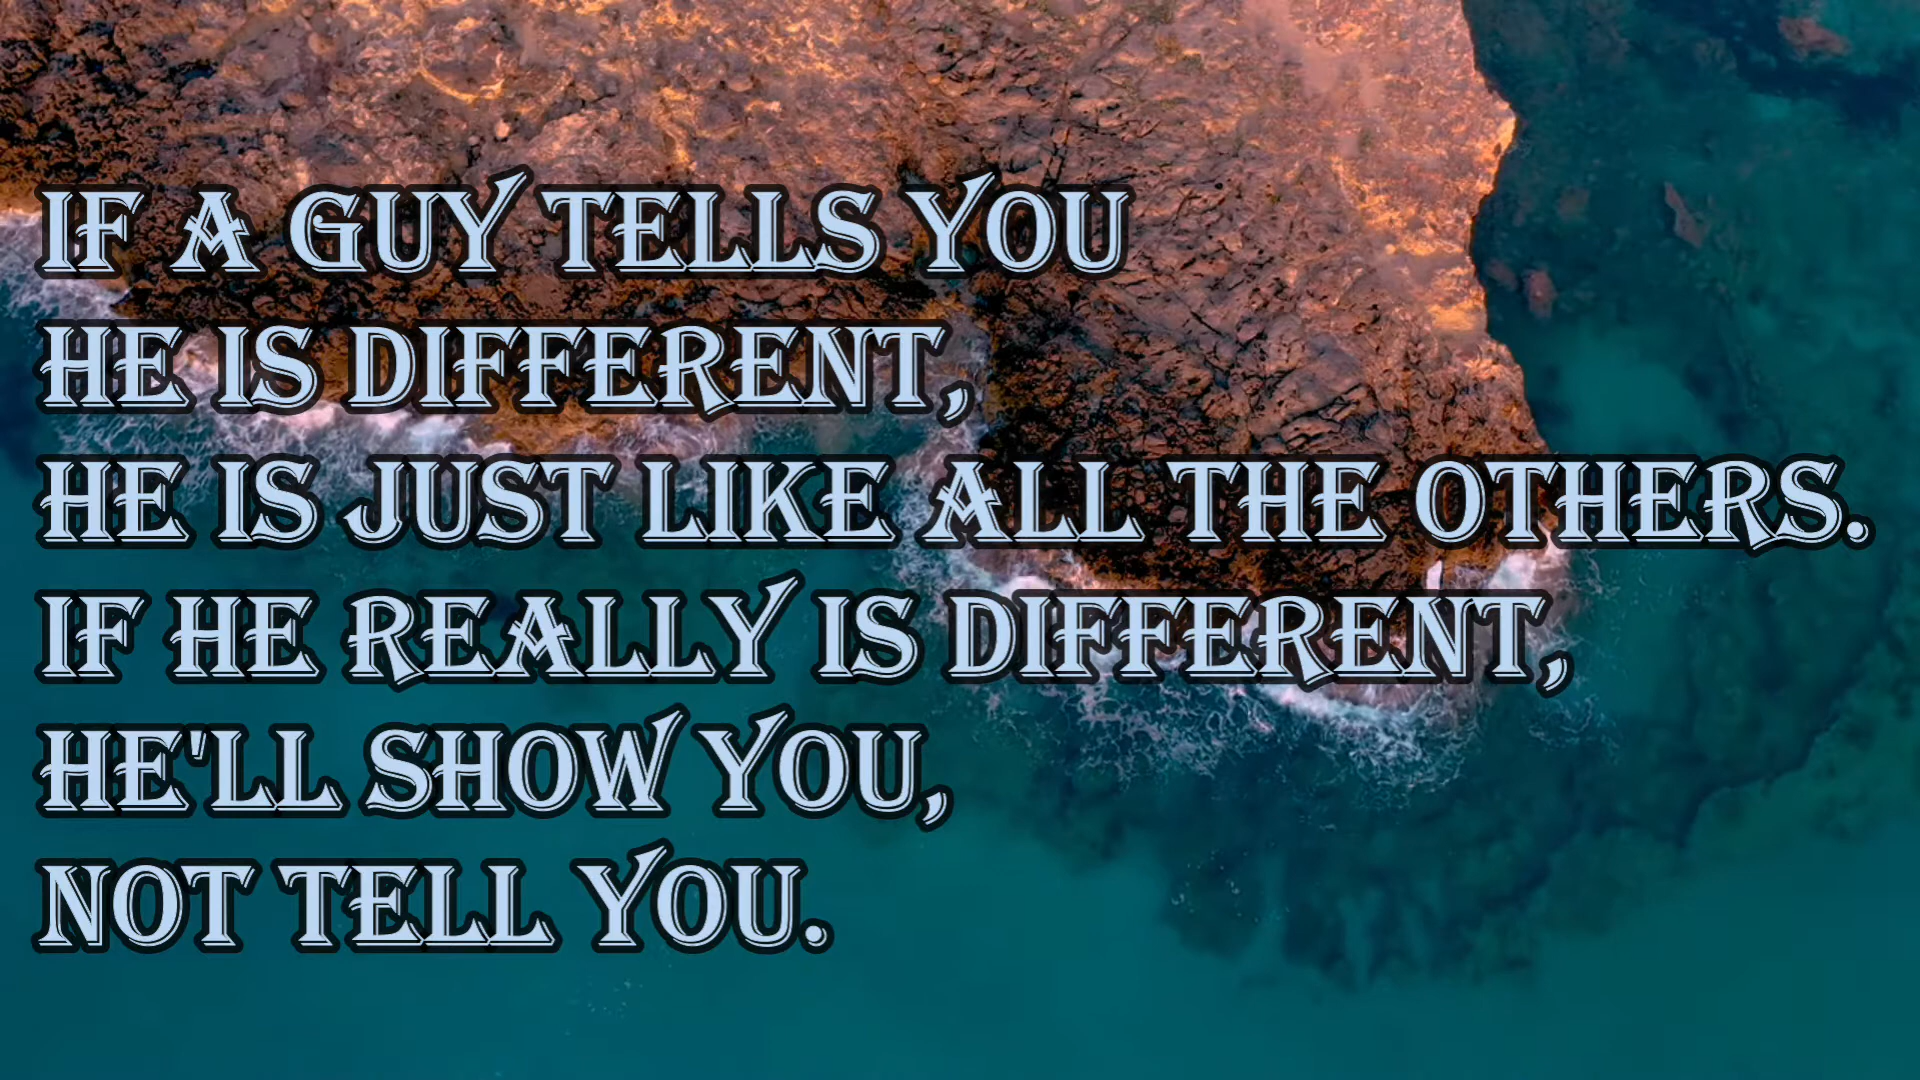 IF A GUY TELLS YOU
HE IS DIFFERENT,
HE IS JUST LIKE ALL THE OTHERS.
IF HE REALLY IS DIFFERENT,
HE'LL SHOW YOU,
NOT TELL YOU.